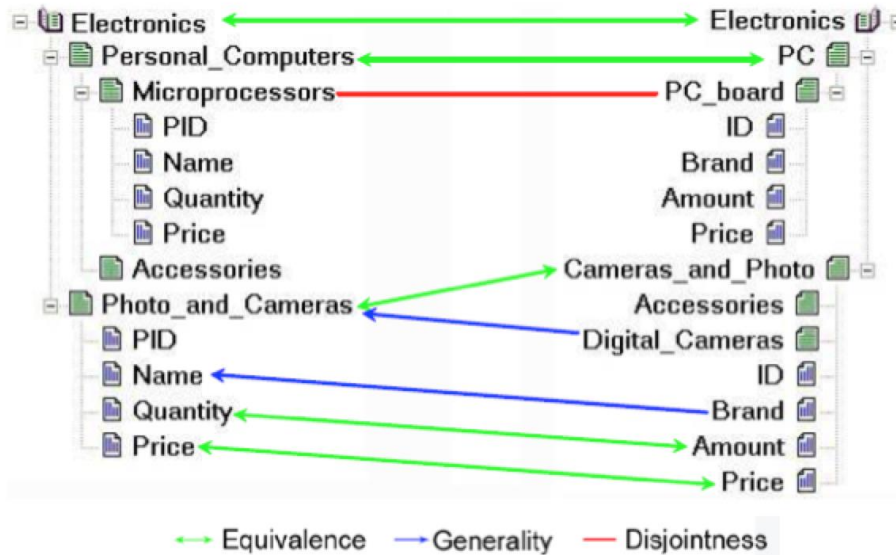 Electronics Electronics
Personal_Computers PC
Microprocessors PC_board
PID ID
Name Brand
Quantity Amount
Price Price
Accessories Cameras_and_Photo
Photo_and_Cameras Accessories
PID Digital_Cameras
Name ID
Quantity Brand
Price Amount
Price
Equivalence Generality Disjointness